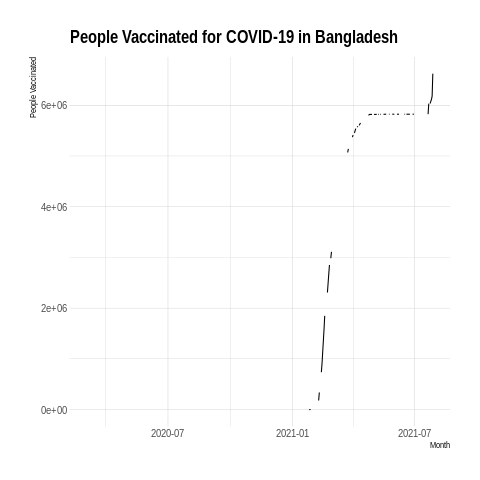 People Vaccinated for COVID-19 in Bangladesh
People Vaccinated
6e+06
4e+06
2e+06
0e+00
2020-07
2021-01
2021-07
Month